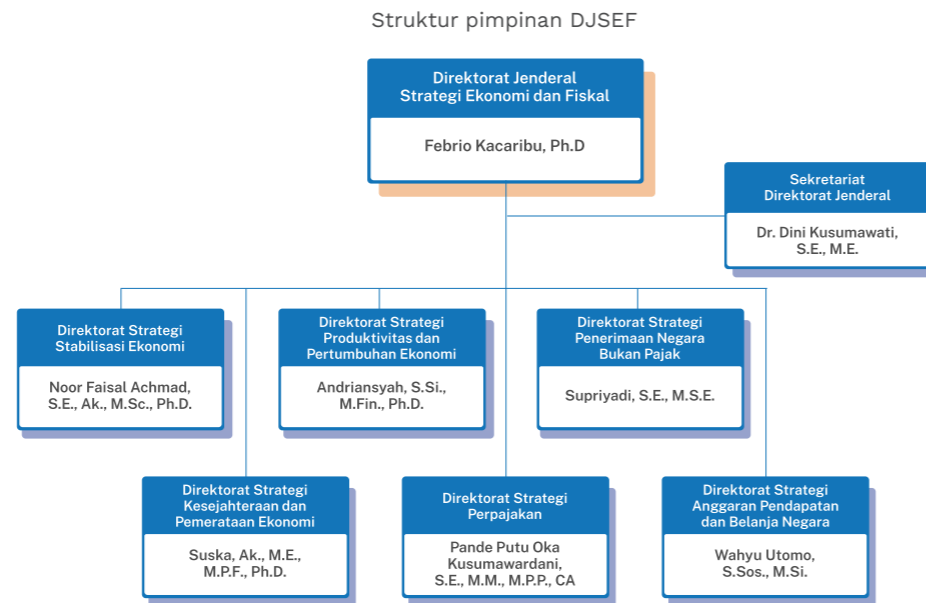 Struktur pimpinan DJSEF
Direktorat Jenderal
Strategi Ekonomi dan Fiskal
Febrio Kacaribu, Ph.D
Sekretariat
Direktorat Jenderal
Dr. Dini Kusumawati,
S.E., M.E.
Direktorat Strategi
Stabilisasi Ekonomi
Noor Faisal Achmad,
S.E., Ak., M.Sc., Ph.D.
Direktorat Strategi
Produktivitas dan
Pertumbuhan Ekonomi
Andriansyah, S.Si.,
M.Fin., Ph.D.
Direktorat Strategi
Penerimaan Negara
Bukan Pajak
Supriyadi, S.E., M.S.E.
Direktorat Strategi
Kesejahteraan dan
Pemerataan Ekonomi
Suska, Ak., M.E.,
M.P.F., Ph.D.
Direktorat Strategi
Perpajakan
Pande Putu Oka
Kusumawardani,
S.E., M.M., M.P.P., CA
Direktorat Strategi
Anggaran Pendapatan
dan Belanja Negara
Wahyu Utomo,
S.Sos., M.Si.